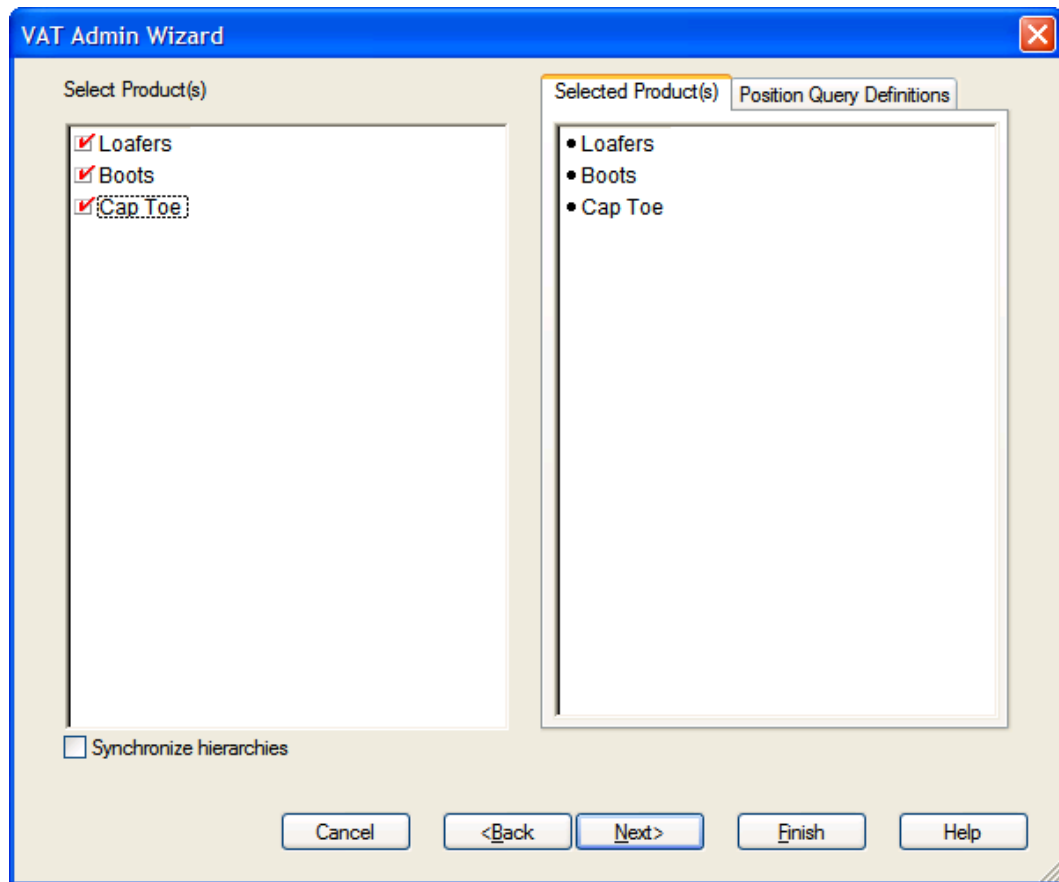 VAT Admin Wizard
Select Product(s)
Loafers
Boots
Cap Toe
Synchronize hierarchies
Selected Product(s) Position Query Definitions
• Loafers
• Boots
• Cap Toe
Cancel <Back Next> Finish Help